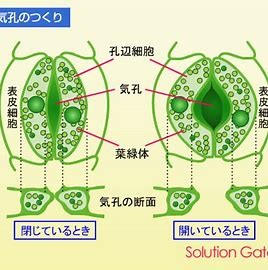 気孔のつくり
孔辺細胞
気孔
葉緑体
表皮細胞
表皮細胞
気孔の断面
閉じているとき
開いているとき
Solution Gate